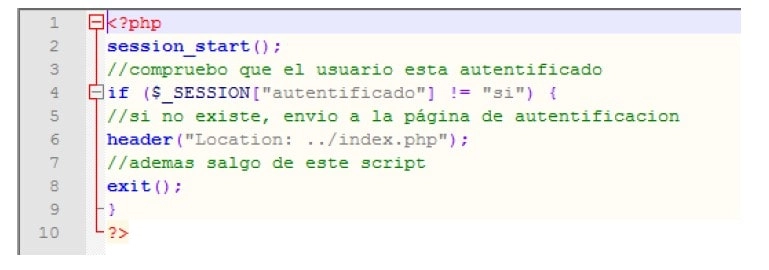 1 <?php
2 session_start();
3 //compruebo que el usuario esta autentificado
4 if ($_SESSION["autentificado"] != "si") {
5 //si no existe, envio a la página de autentificacion
6 header("Location: ../index.php");
7 //ademas salgo de este script
8 exit();
9 }
10 ?>